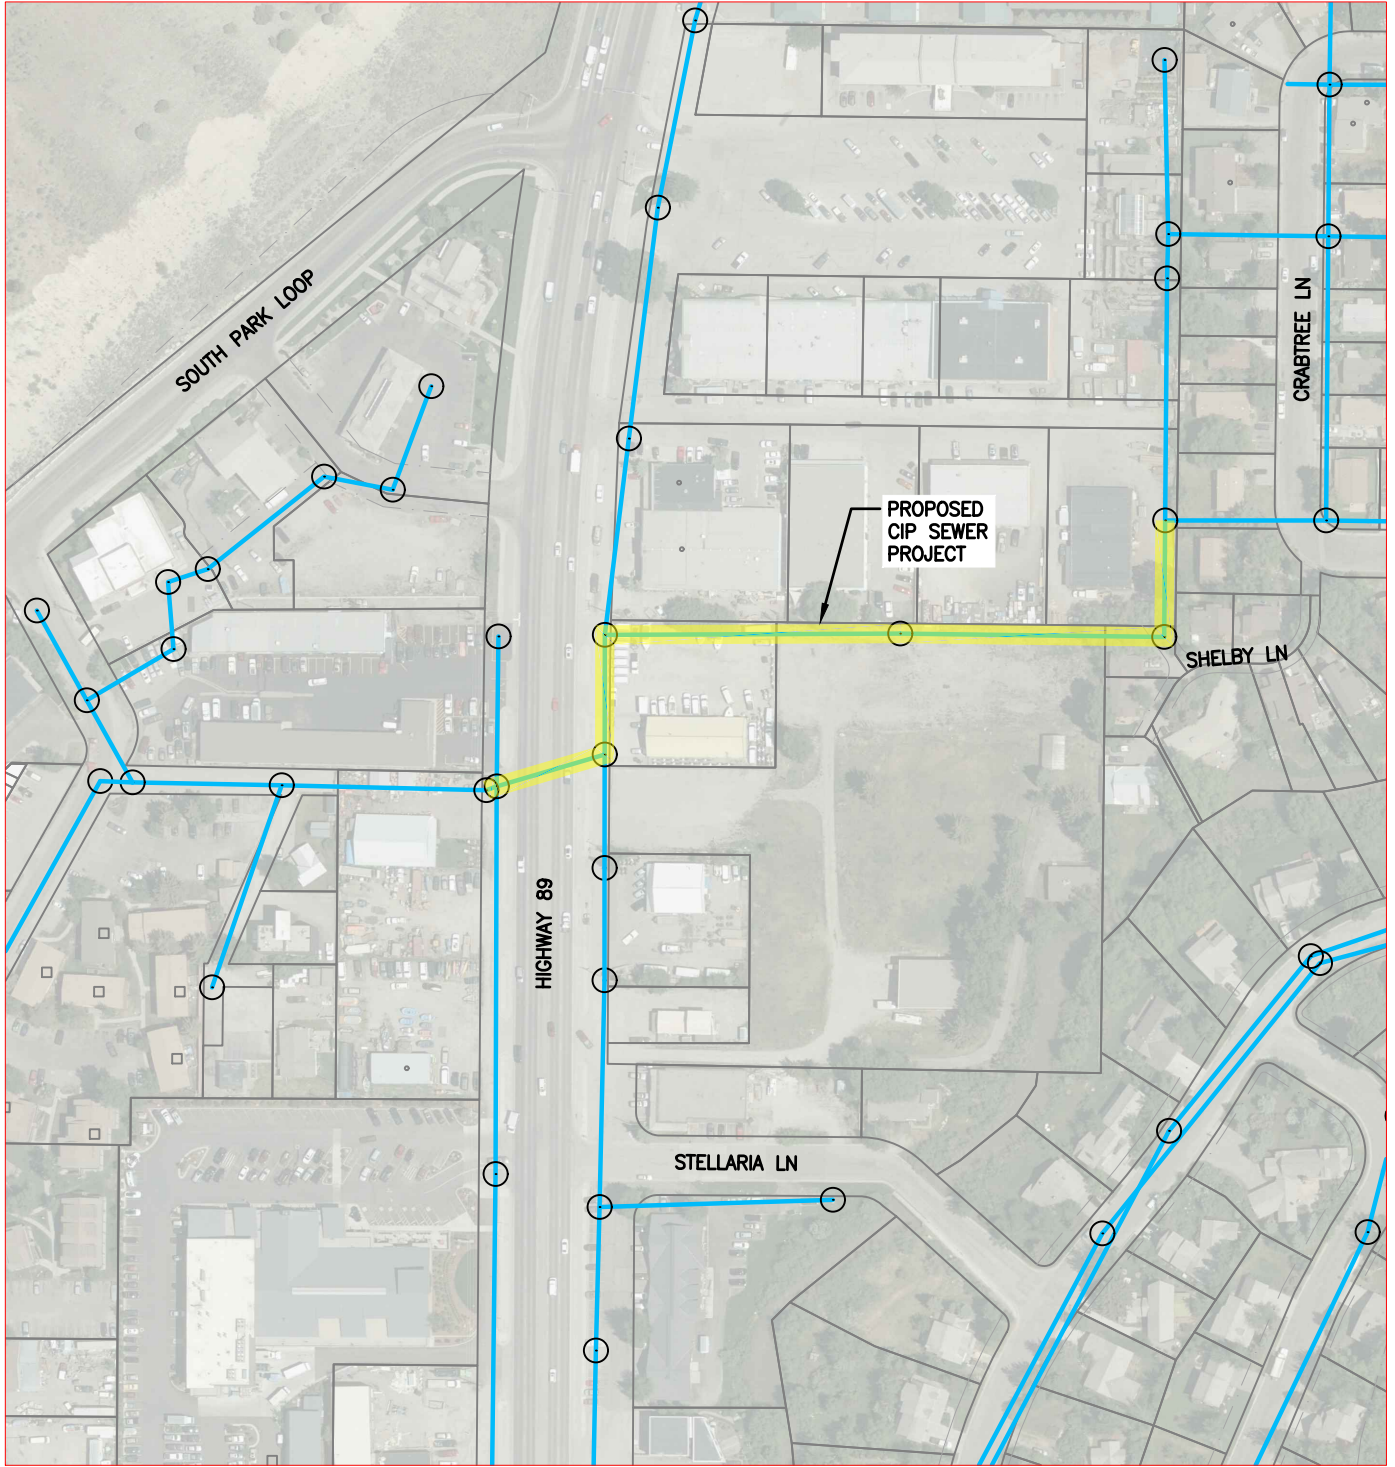 SOUTH PARK LOOP
CRABTREE LN
PROPOSED
CIP SEWER
PROJECT
SHELBY LN
HIGHWAY 89
STELLARIA LN